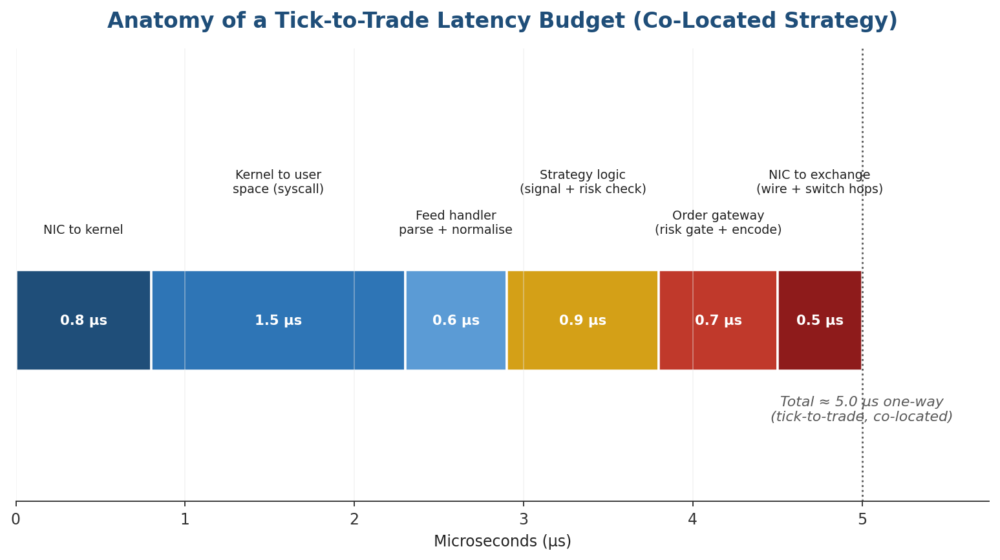 Anatomy of a Tick-to-Trade Latency Budget (Co-Located Strategy)
NIC to kernel
Kernel to user
space (syscall)
Feed handler
parse + normalise
Strategy logic
(signal + risk check)
Order gateway
(risk gate + encode)
NIC to exchange
(wire + switch hops)
0.8 µs
1.5 µs
0.6 µs
0.9 µs
0.7 µs
0.5 µs
Total ≈ 5.0 µs one-way
(tick-to-trade, co-located)
0
1
2
3
4
5
Microseconds (µs)